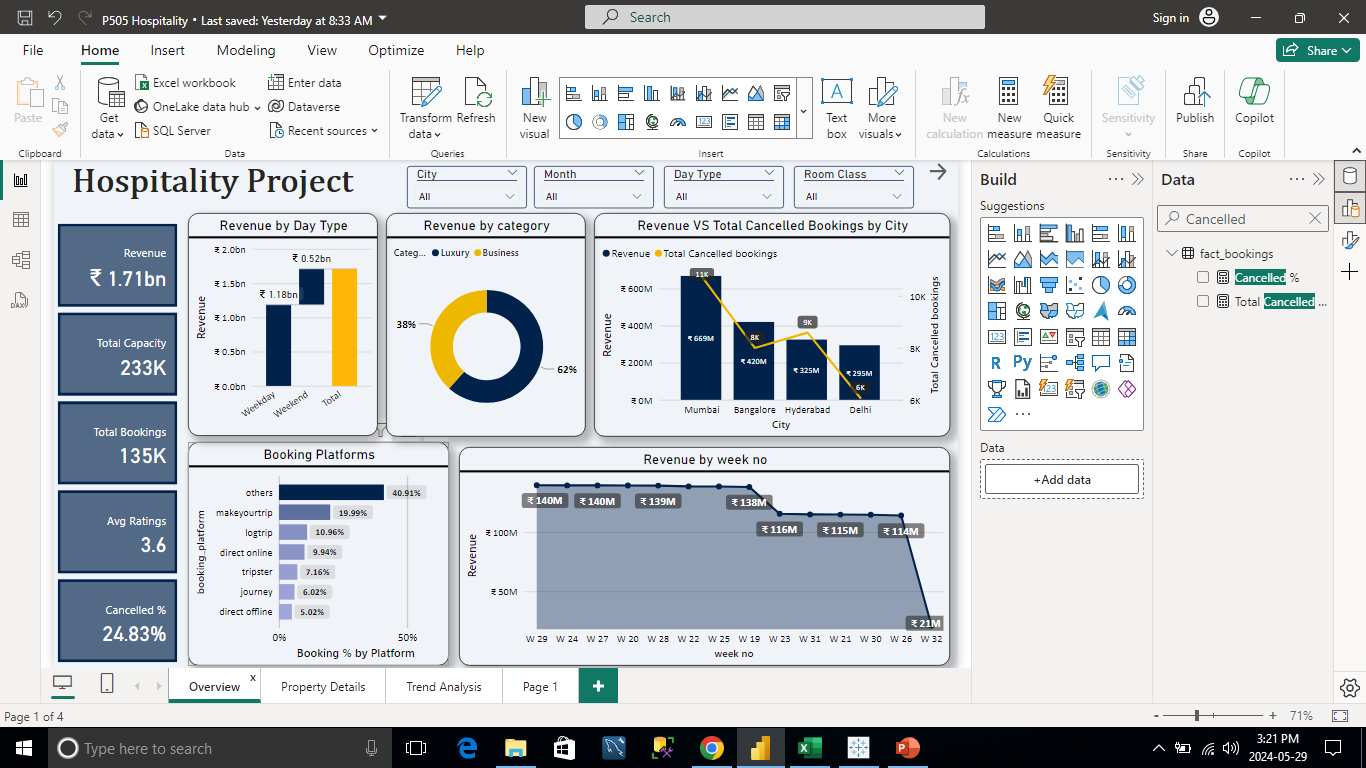 P505 Hospitality • Last saved: Yesterday at 8:33 AM
Search
Sign in
File Home Insert Modeling View Optimize Help
Share
Paste
Clipboard
Get data
Excel workbook
OneLake data hub
SQL Server
Enter data
Dataverse
Recent sources
Data
Transform data
Refresh
Queries
New visual
Text box
More visuals
Insert
New calculation
New measure
Quick measure
Calculations
Sensitivity
Sensitivity
Publish
Share
Copilot
Copilot
Hospitality Project
City
All
Month
All
Day Type
All
Room Class
All
Revenue
₹ 1.71bn
Total Capacity
233K
Total Bookings
135K
Avg Ratings
3.6
Cancelled %
24.83%
Revenue by Day Type
Revenue
₹ 2.0bn
₹ 1.5bn
₹ 1.0bn
₹ 0.5bn
₹ 0.0bn
₹ 1.18bn
₹ 0.52bn
Weekday
Weekend
Total
Revenue by category
Categ... Luxury Business
38%
62%
Revenue VS Total Cancelled Bookings by City
Revenue Total Cancelled bookings
Revenue
₹ 600M
₹ 400M
₹ 200M
₹ 0M
11K
8K
9K
6K
₹ 669M
₹ 420M
₹ 325M
₹ 295M
10K
8K
6K
Total Cancelled bookings
Mumbai Bangalore Hyderabad Delhi
City
Booking Platforms
booking_platform
others 40.91%
makeyourtrip 19.99%
logtrip 10.96%
direct online 9.94%
tripster 7.16%
journey 6.02%
direct offline 5.02%
0% 50%
Booking % by Platform
Revenue by week no
Revenue
₹ 100M
₹ 50M
₹ 140M ₹ 140M ₹ 139M ₹ 138M
₹ 116M ₹ 115M ₹ 114M
₹ 21M
W 29 W 24 W 27 W 20 W 28 W 22 W 25 W 19 W 23 W 31 W 21 W 30 W 26 W 32
week no
Build
Suggestions
R Py
123
Data
+Add data
Data
Cancelled
fact_bookings
Cancelled %
Total Cancelled ...
x
Overview Property Details Trend Analysis Page 1
Page 1 of 4
- + 71%
Type here to search
3:21 PM
2024-05-29